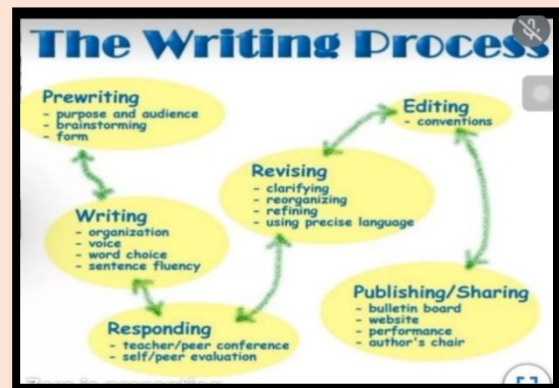 The Writing Process
Prewriting
- purpose and audience
- brainstorming
- form
Writing
- organization
- voice
- word choice
- sentence fluency
Responding
- teacher/peer conference
- self/peer evaluation
Revising
- clarifying
- reorganizing
- refining
- using precise language
Editing
- conventions
Publishing/Sharing
- bulletin board
- website
- performance
- author's chair